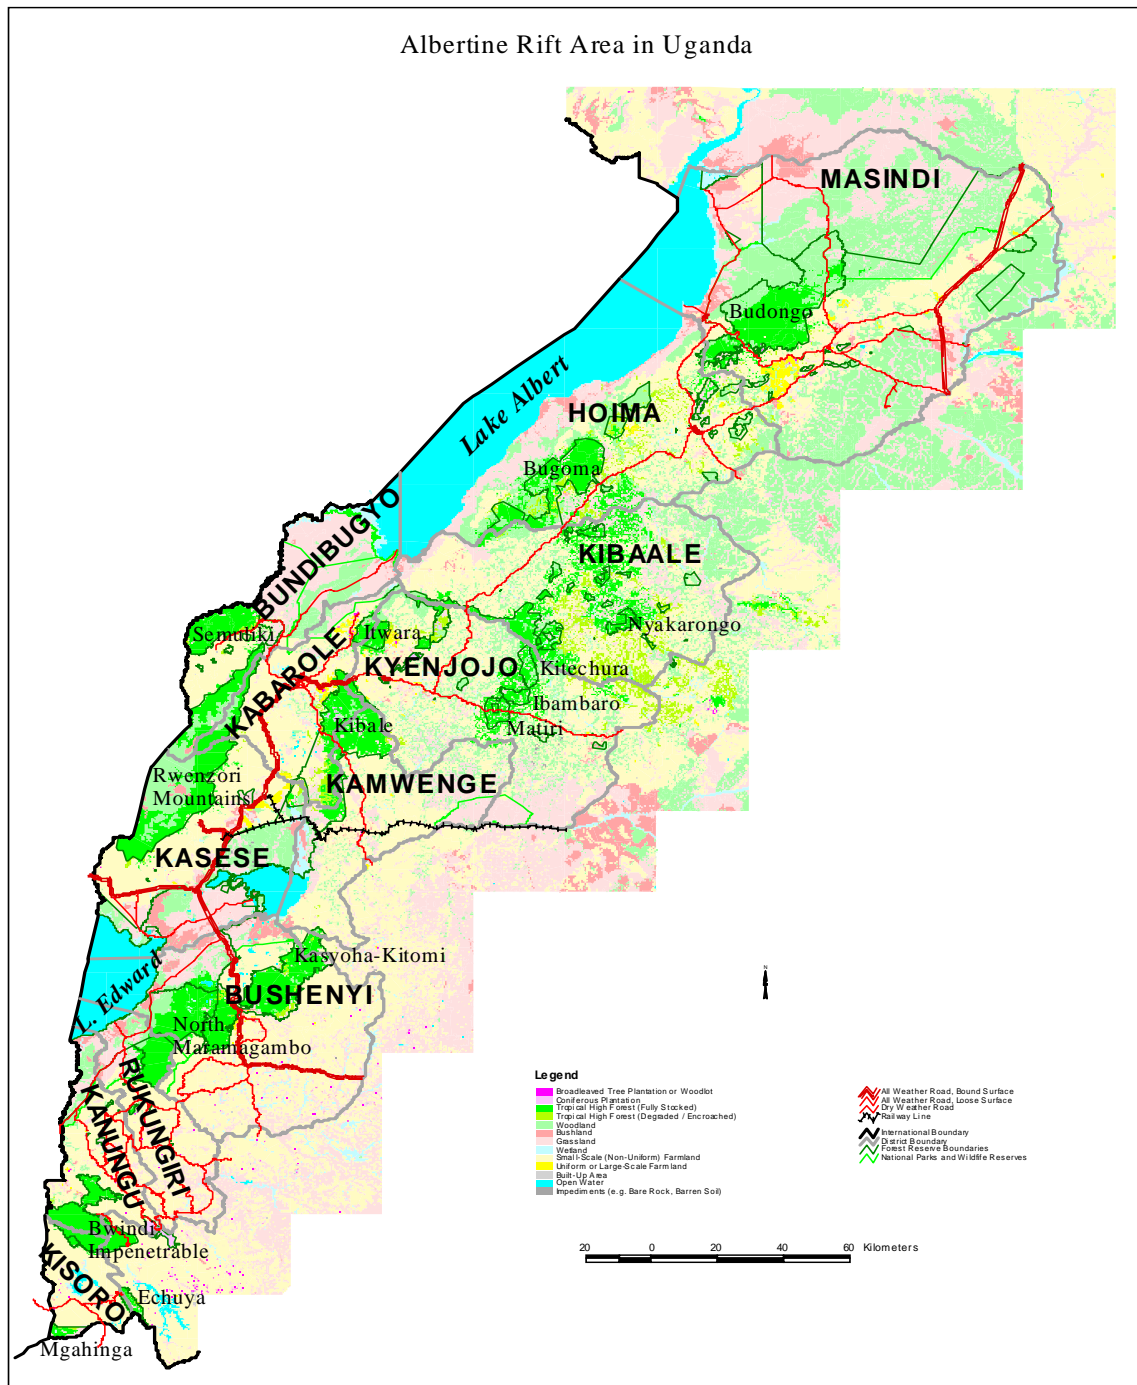 Albertine Rift Area in Uganda
MASINDI
Budongo
Lake Albert
HOIMA
Bugoma
BUNDIBUGYO
KIBAALE
Semuliki
Itwara
Nyakarongo
KABAROLE
KYENJOJO
Kitechura
Ibambaro
Kibale
Matiri
Rwenzori
Mountains
KAMWENGE
KASESE
Kasyoha-Kitomi
L. Edward
BUSHENYI
North
Maramagambo
N
RUKUNGIRI
KANUNGU
Bwindi
Impenetrable
KISORO
Echuya
Mgahinga
Legend
Broadleaved Tree Plantation or Woodlot
Coniferous Plantation
Tropical High Forest (Fully Stocked)
Tropical High Forest (Degraded / Encroached)
Woodland
Bushland
Grassland
Wetland
Small-Scale (Non-Uniform) Farmland
Uniform or Large-Scale Farmland
Built-Up Area
Open Water
Impediments (e.g. Bare Rock, Barren Soil)
All Weather Road, Bound Surface
All Weather Road, Loose Surface
Dry Weather Road
Railway Line
International Boundary
District Boundary
Forest Reserve Boundaries
National Parks and Wildlife Reserves
20 0 20 40 60 Kilometers